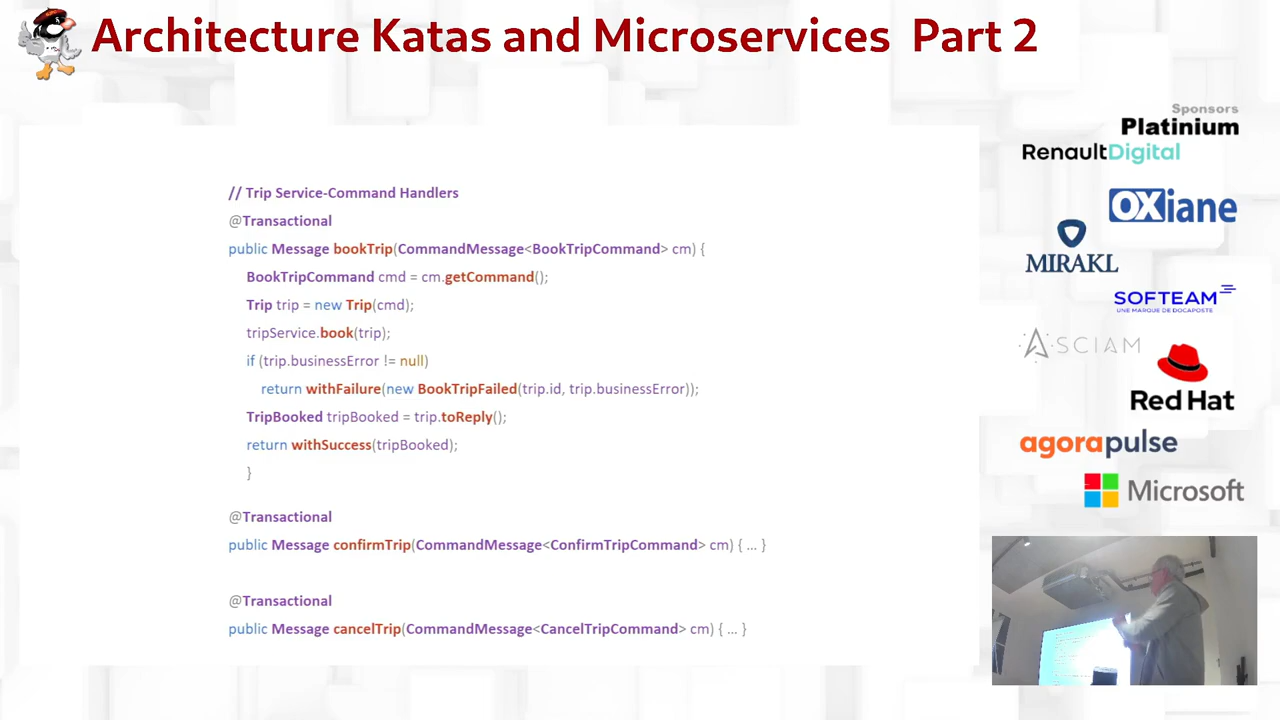 Architecture Katas and Microservices Part 2
Sponsors
Platinium
RenaultDigital
OXiane
MIRAKL
SOFTEAM
UNE MARQUE DE DOCAPOSTE
ASCIAM
Red Hat
agorapulse
Microsoft
// Trip Service-Command Handlers
@Transactional
public Message bookTrip(CommandMessage<BookTripCommand> cm) {
BookTripCommand cmd = cm.getCommand();
Trip trip = new Trip(cmd);
tripService.book(trip);
if (trip.businessError != null)
return withFailure(new BookTripFailed(trip.id, trip.businessError));
TripBooked tripBooked = trip.toReply();
return withSuccess(tripBooked);
}
@Transactional
public Message confirmTrip(CommandMessage<ConfirmTripCommand> cm) { ... }
@Transactional
public Message cancelTrip(CommandMessage<CancelTripCommand> cm) { ... }